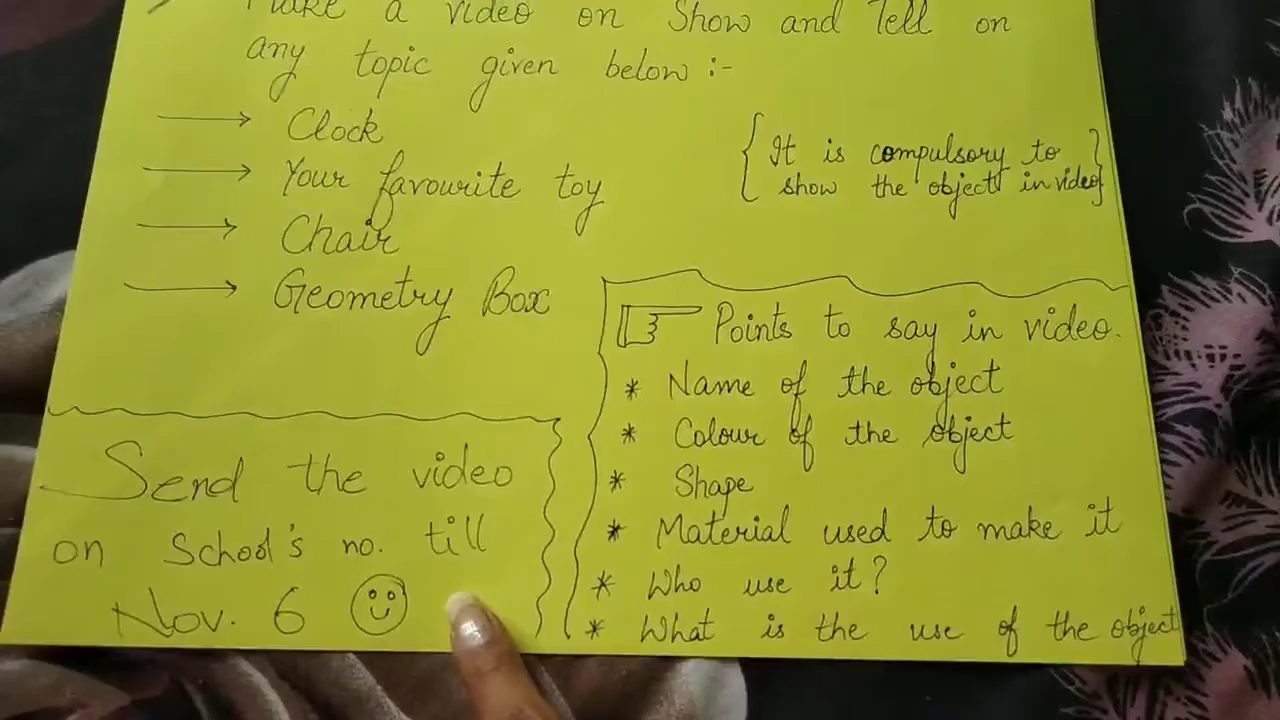 Make a video on Show and Tell on
any topic given below :-
→ Clock
→ Your favourite toy
→ Chair
→ Geometry Box
{ It is compulsory to
show the object in video }
Points to say in video.
* Name of the object
* Colour of the object
* Shape
* Material used to make it
* Who use it?
* What is the use of the object
Send the video
on School's no. till
Nov. 6